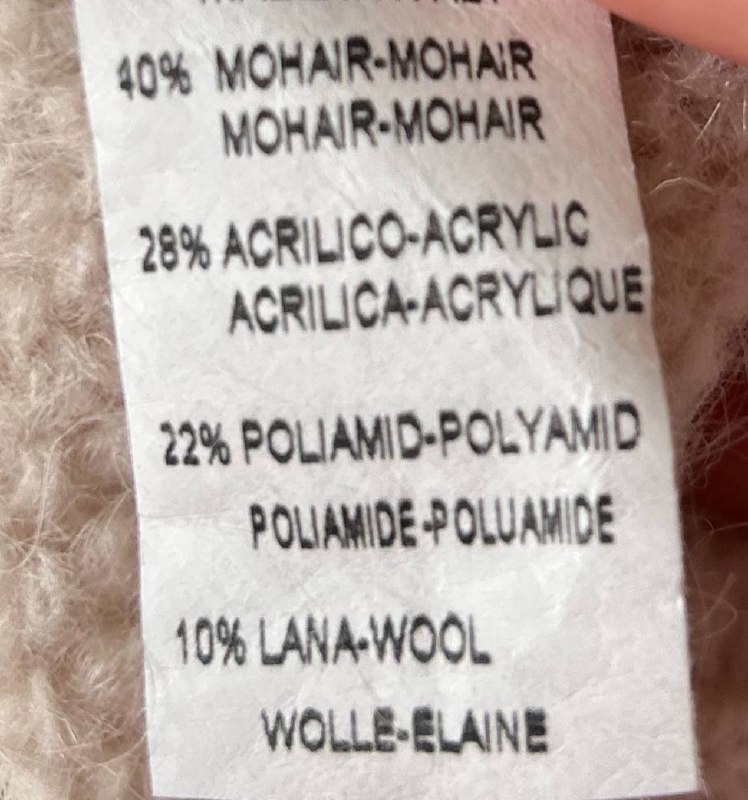 40% MOHAIR-MOHAIR
MOHAIR-MOHAIR
28% ACRILICO-ACRYLIC
ACRILICA-ACRYLIQUE
22% POLIAMID-POLYAMID
POLIAMIDE-POLUAMIDE
10% LANA-WOOL
WOLLE-ELAINE